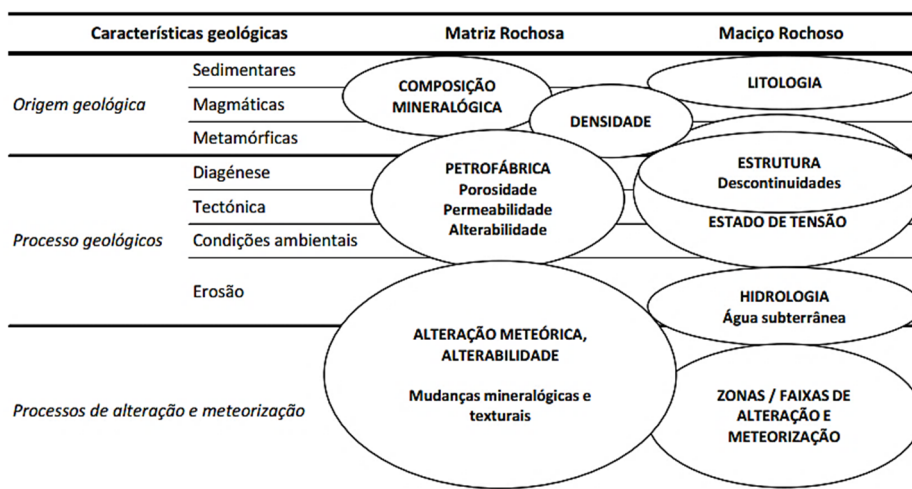 Características geológicas Matriz Rochosa Maciço Rochoso
Origem geológica
Sedimentares
Magmáticas
Metamórficas
COMPOSIÇÃO
MINERALÓGICA
DENSIDADE
LITOLOGIA
Processo geológicos
Diagénese
Tectónica
Condições ambientais
Erosão
PETROFÁBRICA
Porosidade
Permeabilidade
Alterabilidade
ESTRUTURA
Descontinuidades
ESTADO DE TENSÃO
HIDROLOGIA
Água subterrânea
Processos de alteração e meteorização
ALTERAÇÃO METEÓRICA,
ALTERABILIDADE
Mudanças mineralógicas e
texturais
ZONAS / FAIXAS DE
ALTERAÇÃO E
METEORIZAÇÃO